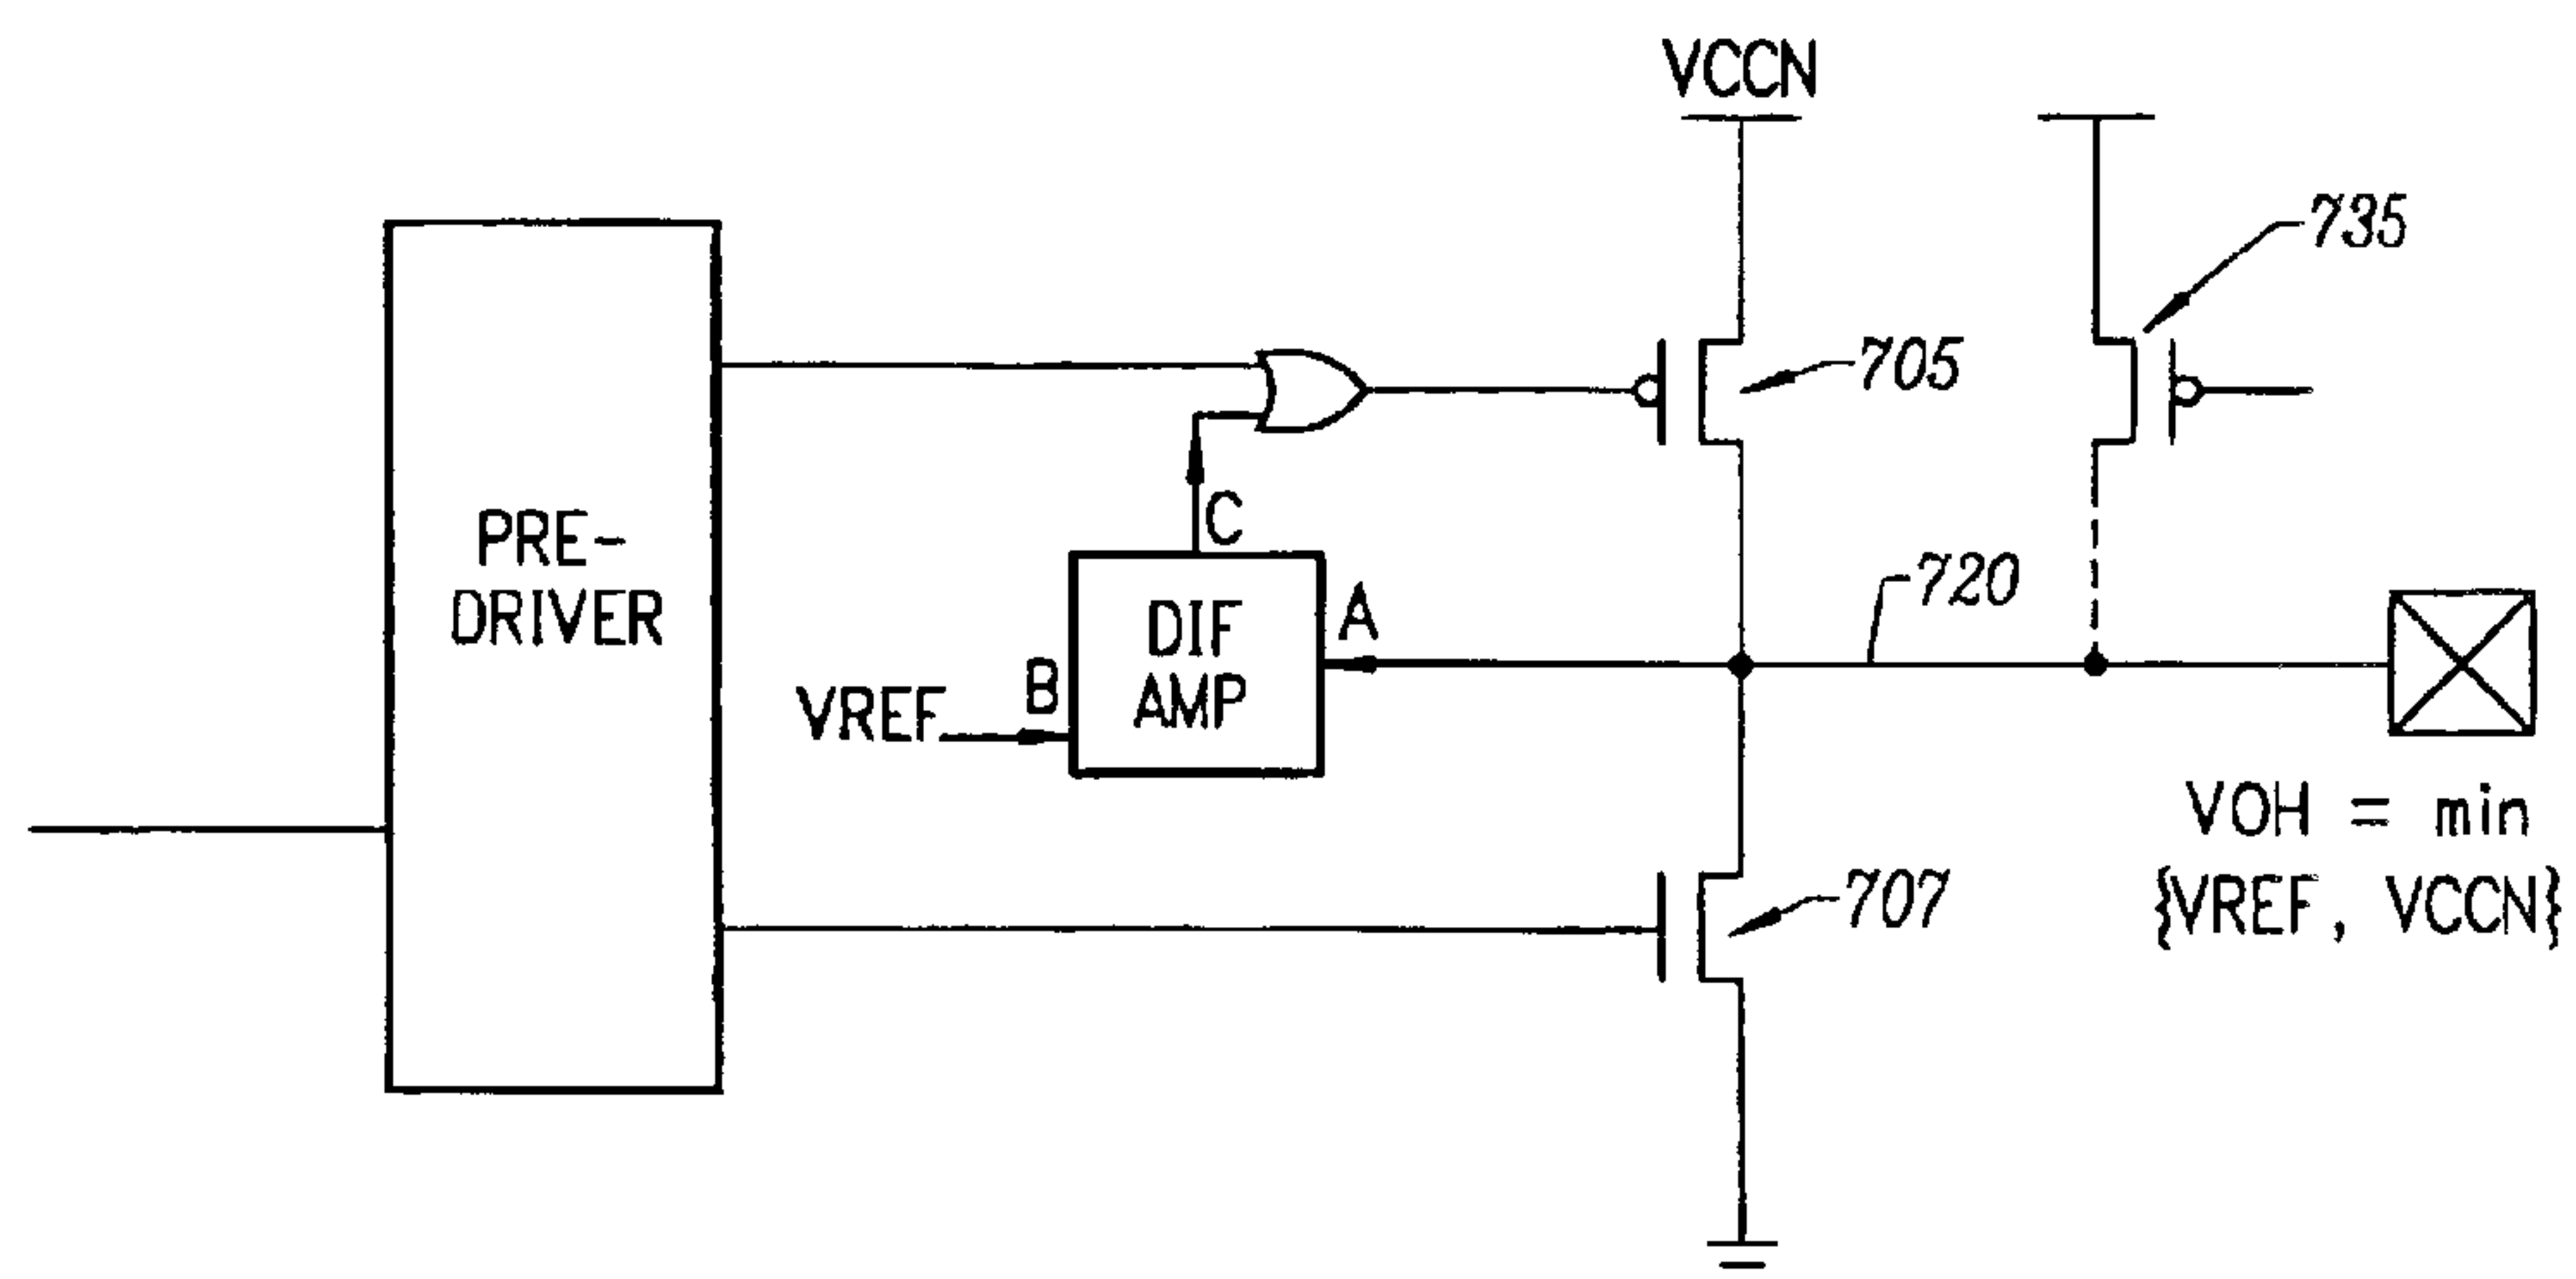 VCCN
735
705
C
PRE-
DRIVER
720
DIF
AMP
A
B
VREF
VOH = min
{VREF, VCCN}
707